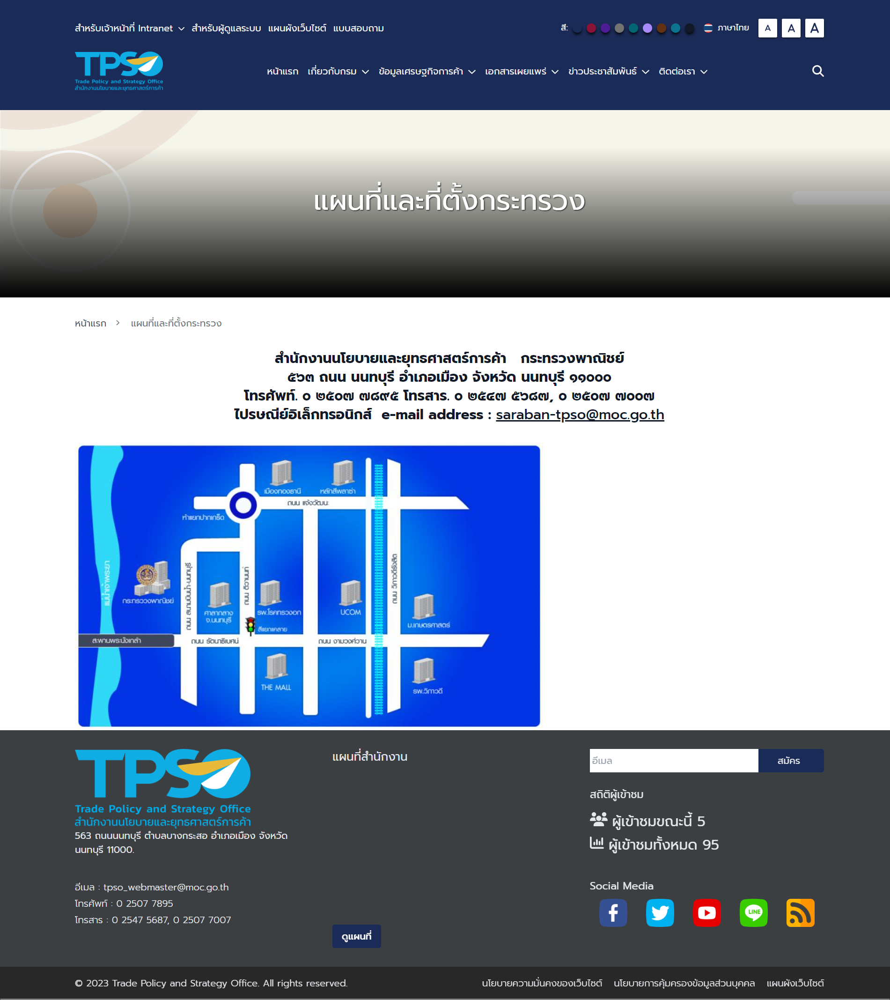 สำหรับเจ้าหน้าที่ Intranet สำหรับผู้ดูแลระบบ แผนผังเว็บไซต์ แบบสอบถาม
สี: ภาษาไทย A A A
TPSO
Trade Policy and Strategy Office
สำนักงานนโยบายและยุทธศาสตร์การค้า
หน้าแรก เกี่ยวกับกรม ข้อมูลเศรษฐกิจการค้า เอกสารเผยแพร่ ข่าวประชาสัมพันธ์ ติดต่อเรา
แผนที่และที่ตั้งกระทรวง
หน้าแรก > แผนที่และที่ตั้งกระทรวง
สำนักงานนโยบายและยุทธศาสตร์การค้า กระทรวงพาณิชย์
๕๖๓ ถนน นนทบุรี อำเภอเมือง จังหวัด นนทบุรี ๑๑๐๐๐
โทรศัพท์. ๐ ๒๕๐๗ ๗๘๙๕ โทรสาร. ๐ ๒๕๔๗ ๕๖๘๗, ๐ ๒๕๐๗ ๗๐๐๗
ไปรษณีย์อิเล็กทรอนิกส์ e-mail address : saraban-tpso@moc.go.th
เมืองทองธานี
หลักสี่พลาซ่า
ถนน แจ้งวัฒนะ
ห้าแยกปากเกร็ด
แม่น้ำเจ้าพระยา
กระทรวงพาณิชย์
ถนน สนามบินน้ำ-นนทบุรี
ศาลากลาง
จ.นนทบุรี
ถนน ติวานนท์
รพ.โรคทรวงอก
สี่แยกแคลาย
UCOM
ถนน วิภาวดีรังสิต
ม.เกษตรศาสตร์
สะพานพระนั่งเกล้า
ถนน รัตนาธิเบศน์
ถนน งามวงศ์วาน
THE MALL
รพ.วิภาวดี
TPSO
Trade Policy and Strategy Office
สำนักงานนโยบายและยุทธศาสตร์การค้า
563 ถนนนนทบุรี ตำบลบางกระสอ อำเภอเมือง จังหวัด
นนทบุรี 11000.
อีเมล : tpso_webmaster@moc.go.th
โทรศัพท์ : 0 2507 7895
โทรสาร : 0 2547 5687, 0 2507 7007
แผนที่สำนักงาน
ดูแผนที่
อีเมล สมัคร
สถิติผู้เข้าชม
ผู้เข้าชมขณะนี้ 5
ผู้เข้าชมทั้งหมด 95
Social Media
LINE
© 2023 Trade Policy and Strategy Office. All rights reserved.
นโยบายความมั่นคงของเว็บไซต์ นโยบายการคุ้มครองข้อมูลส่วนบุคคล แผนผังเว็บไซต์